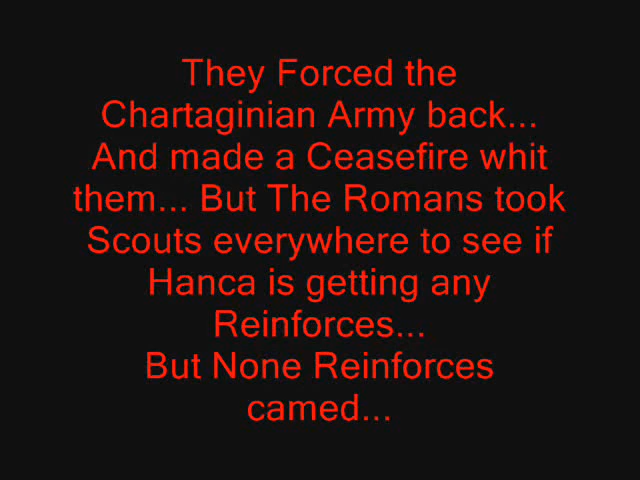 They Forced the
Chartaginian Army back...
And made a Ceasefire whit
them... But The Romans took
Scouts everywhere to see if
Hanca is getting any
Reinforces...
But None Reinforces
camed...